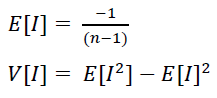 E[I] = -1/(n-1)
V[I] = E[I²] − E[I]²